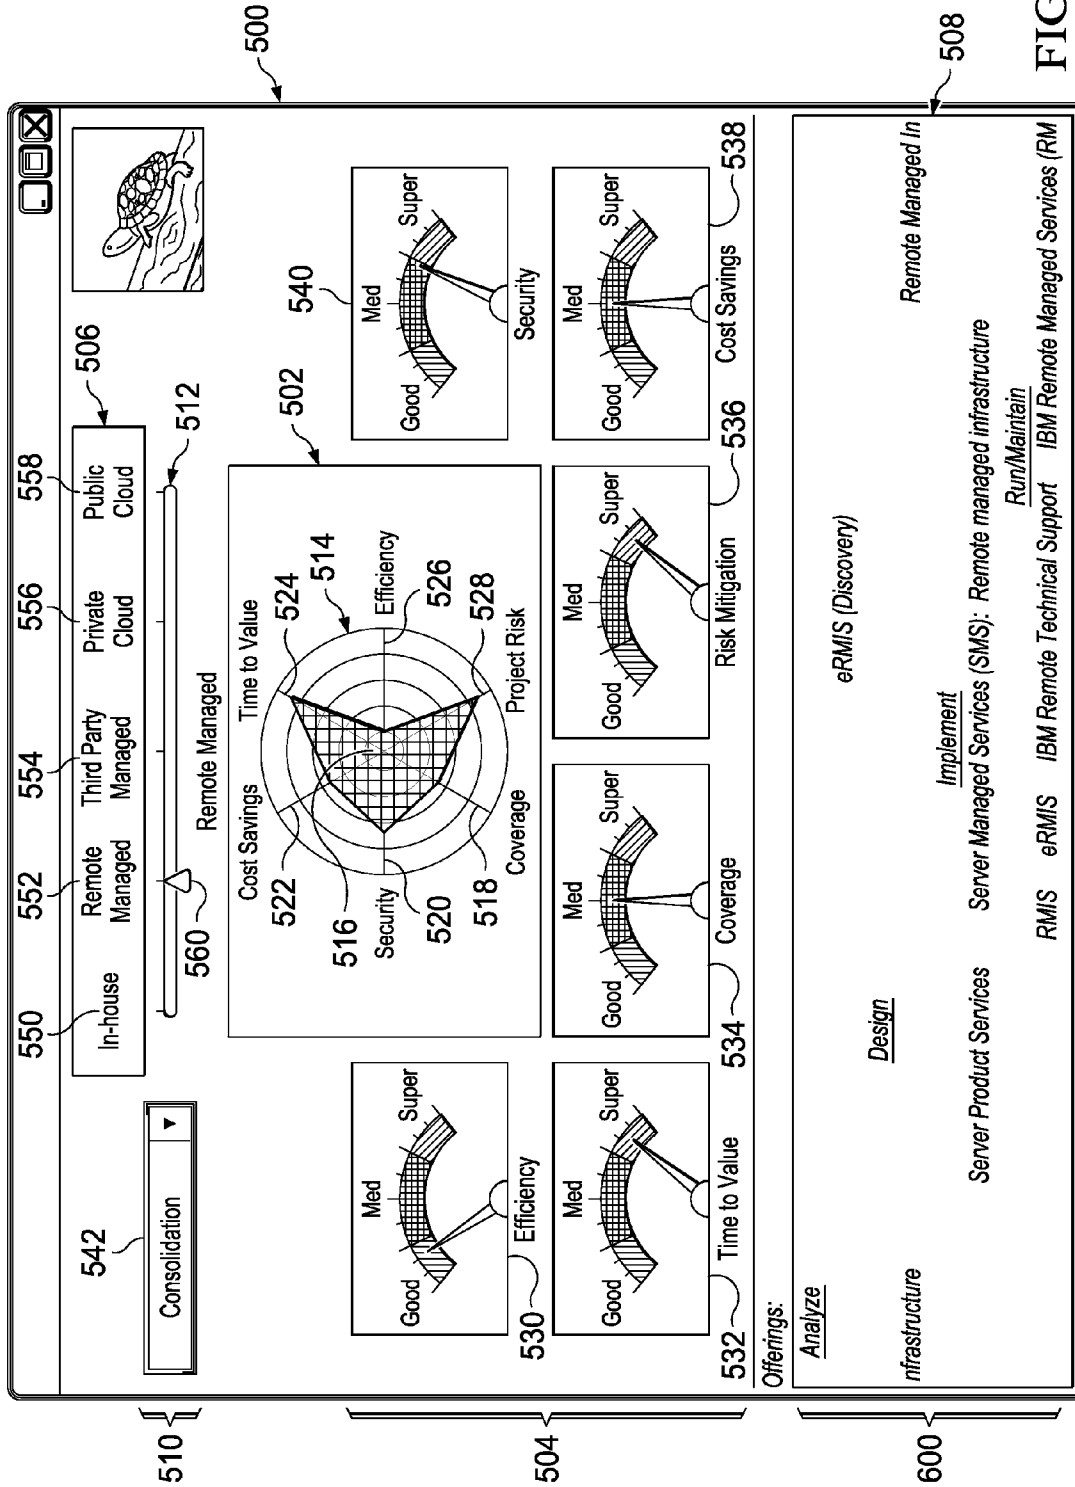 500
510
542
Consolidation
550
552
554
556
558
506
In-house
Remote
Managed
Third Party
Managed
Private
Cloud
Public
Cloud
512
560
Remote Managed
502
Cost Savings
Time to Value
522
524
514
516
Security
Efficiency
520
526
518
528
Coverage
Project Risk
504
Good
Med
Super
Efficiency
530
540
Good
Med
Super
Security
Good
Med
Super
Time to Value
532
Good
Med
Super
Coverage
534
Good
Med
Super
Risk Mitigation
536
Good
Med
Super
Cost Savings
538
Offerings:
600
Analyze
eRMIS (Discovery)
Design
nfrastructure
Remote Managed In
508
Implement
Server Product Services
Server Managed Services (SMS): Remote managed infrastructure
Run/Maintain
RMIS
eRMIS
IBM Remote Technical Support
IBM Remote Managed Services (RM
FIG